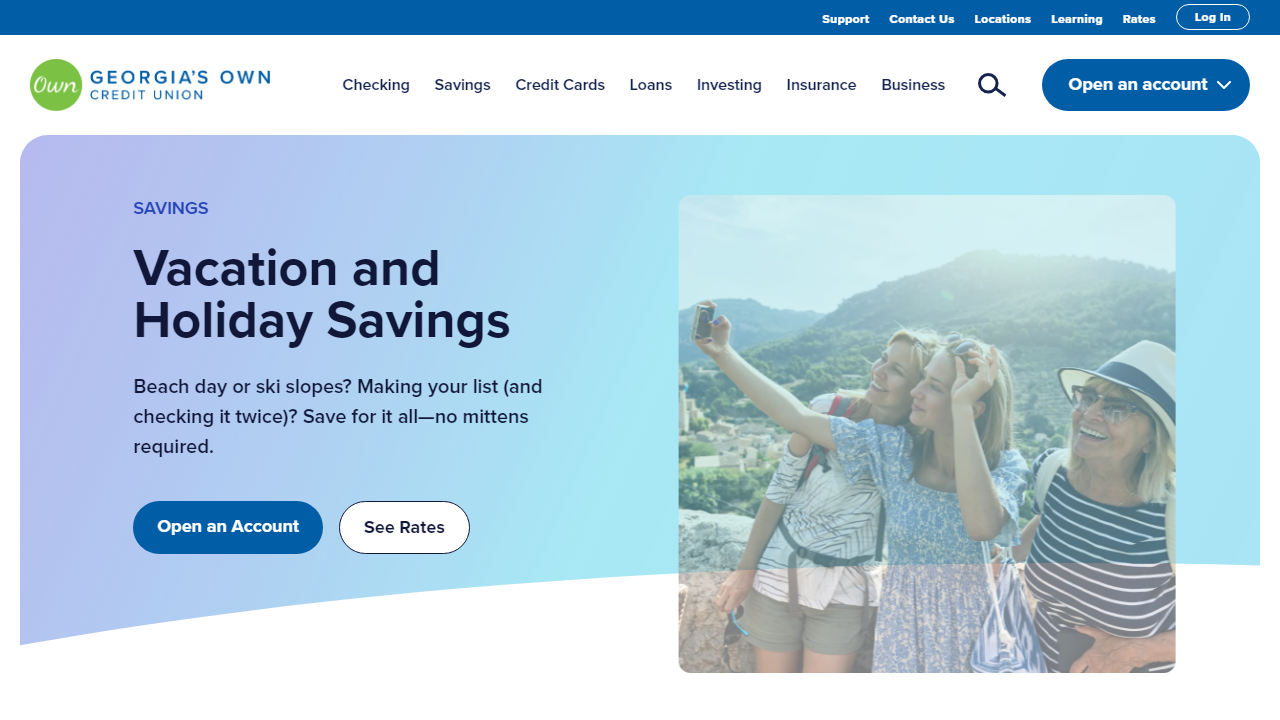 Support Contact Us Locations Learning Rates Log In
Own GEORGIA'S OWN
CREDIT UNION
Checking Savings Credit Cards Loans Investing Insurance Business Open an account
SAVINGS
Vacation and
Holiday Savings
Beach day or ski slopes? Making your list (and
checking it twice)? Save for it all—no mittens
required.
Open an Account See Rates